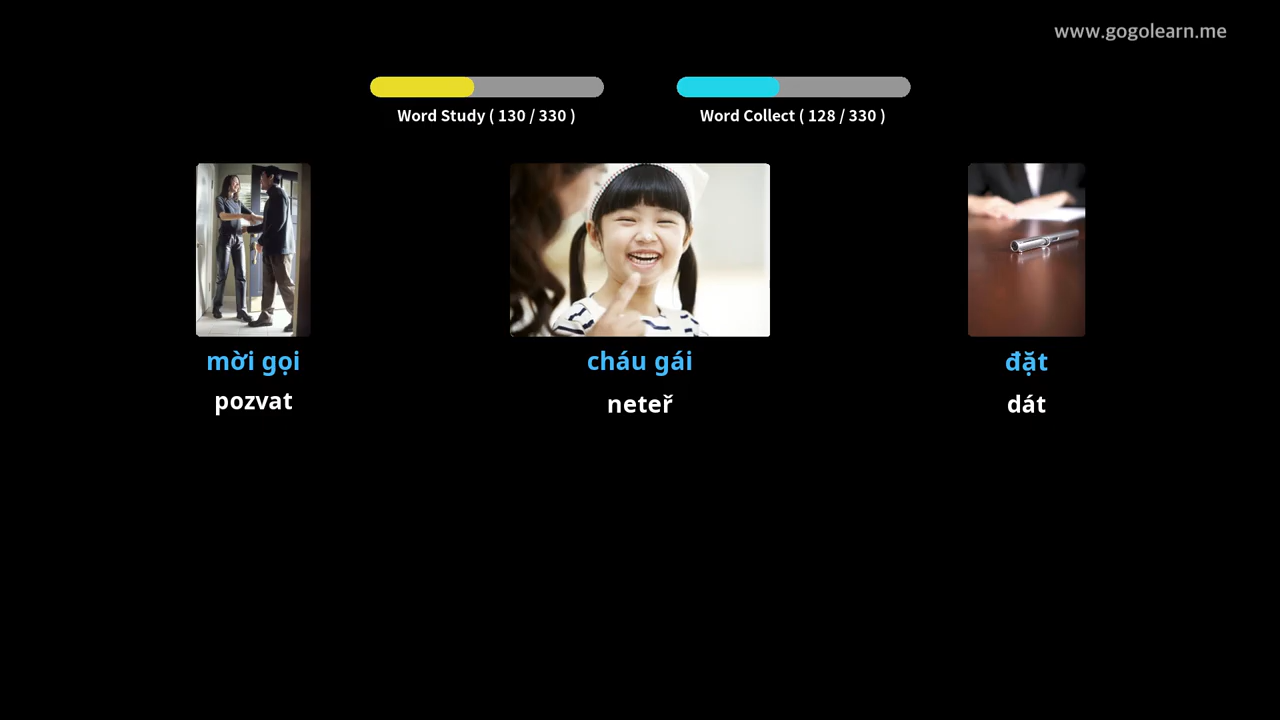 www.gogolearn.me
Word Study ( 130 / 330 )
Word Collect ( 128 / 330 )
mời gọi
pozvat
cháu gái
neteř
đặt
dát